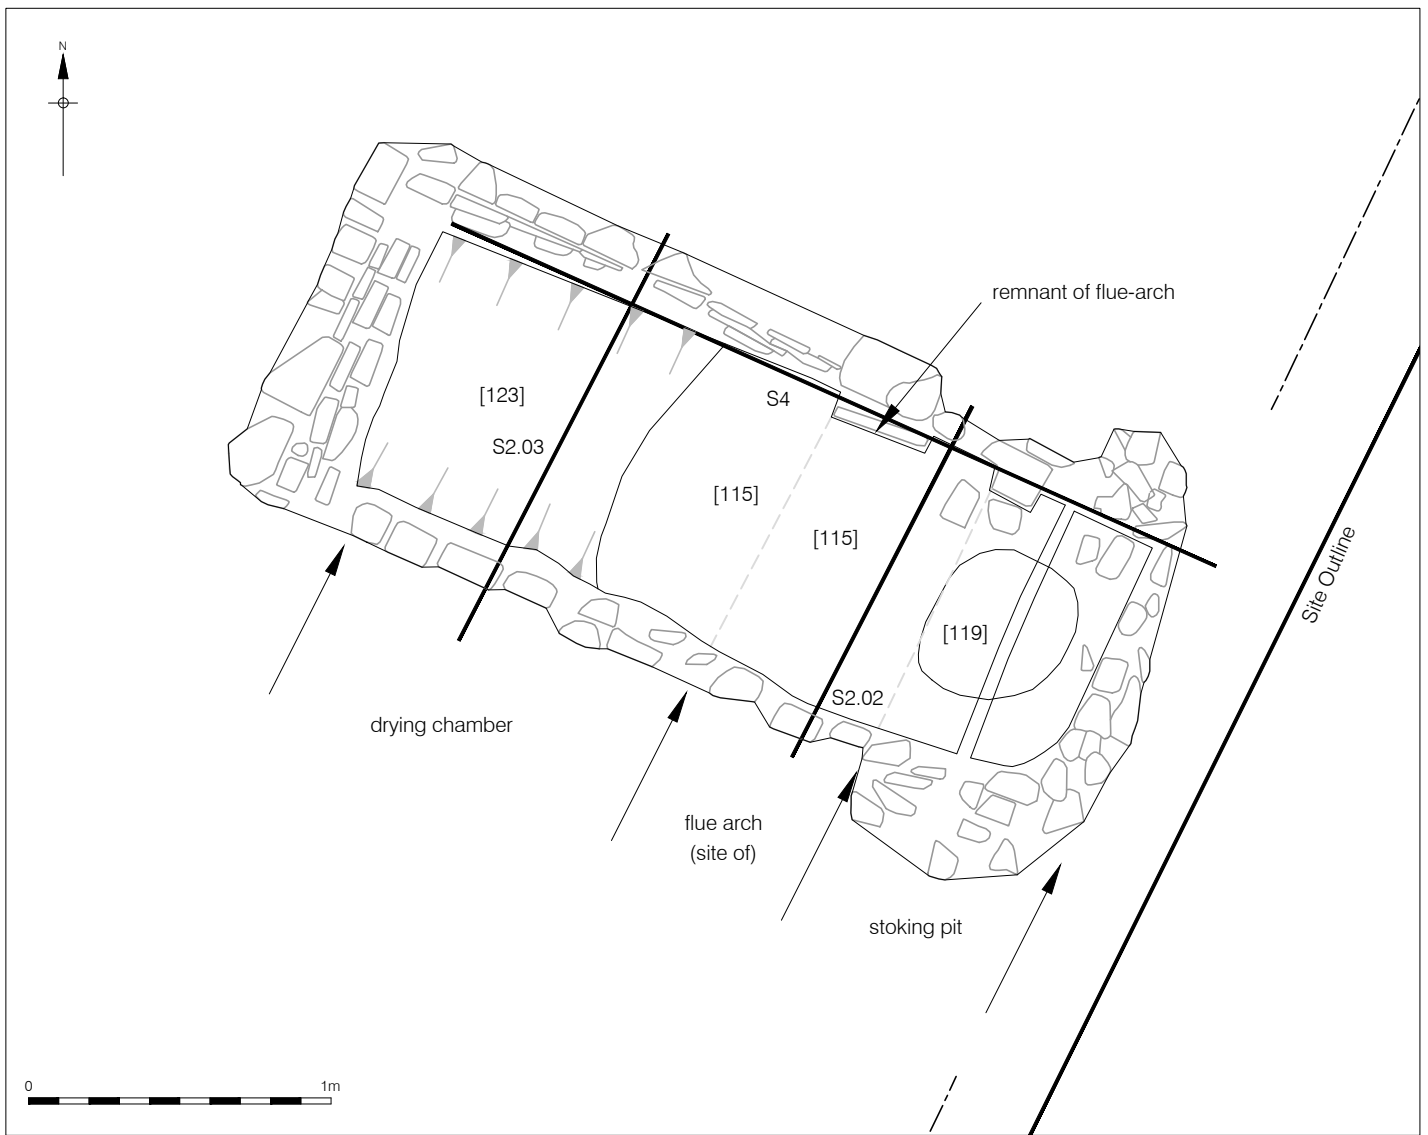 N
remnant of flue-arch
[123]
S4
S2.03
[115]
[115]
Site Outline
[119]
S2.02
drying chamber
flue arch
(site of)
stoking pit
0
1m